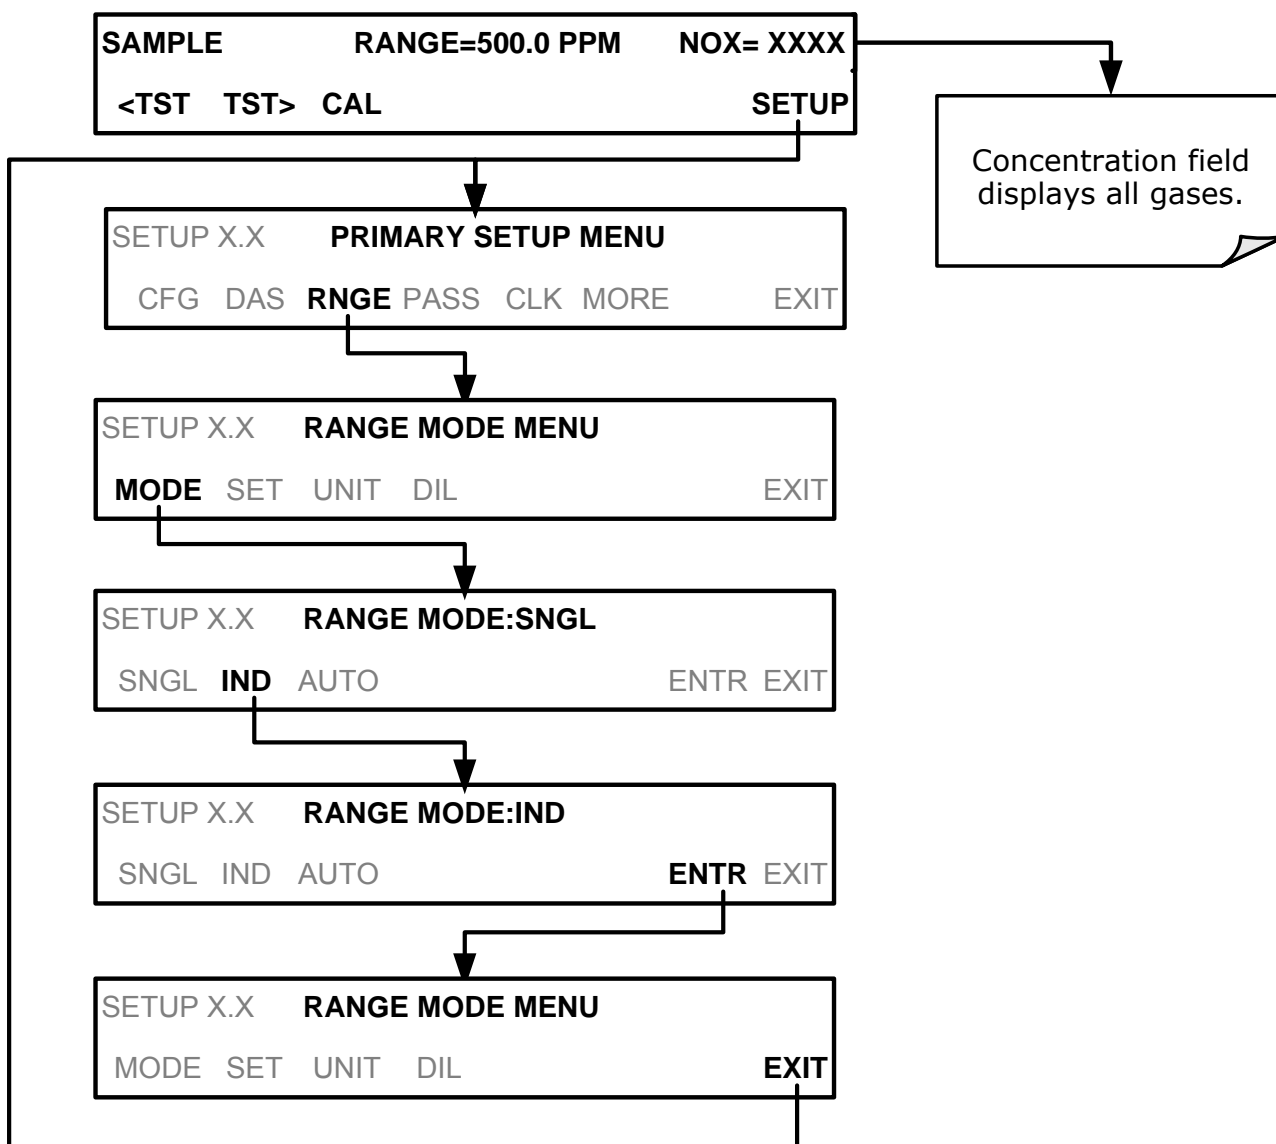 SAMPLE RANGE=500.0 PPM NOX= XXXX
<TST TST> CAL SETUP
Concentration field
displays all gases.
SETUP X.X PRIMARY SETUP MENU
CFG DAS RNGE PASS CLK MORE EXIT
SETUP X.X RANGE MODE MENU
MODE SET UNIT DIL EXIT
SETUP X.X RANGE MODE:SNGL
SNGL IND AUTO ENTR EXIT
SETUP X.X RANGE MODE:IND
SNGL IND AUTO ENTR EXIT
SETUP X.X RANGE MODE MENU
MODE SET UNIT DIL EXIT